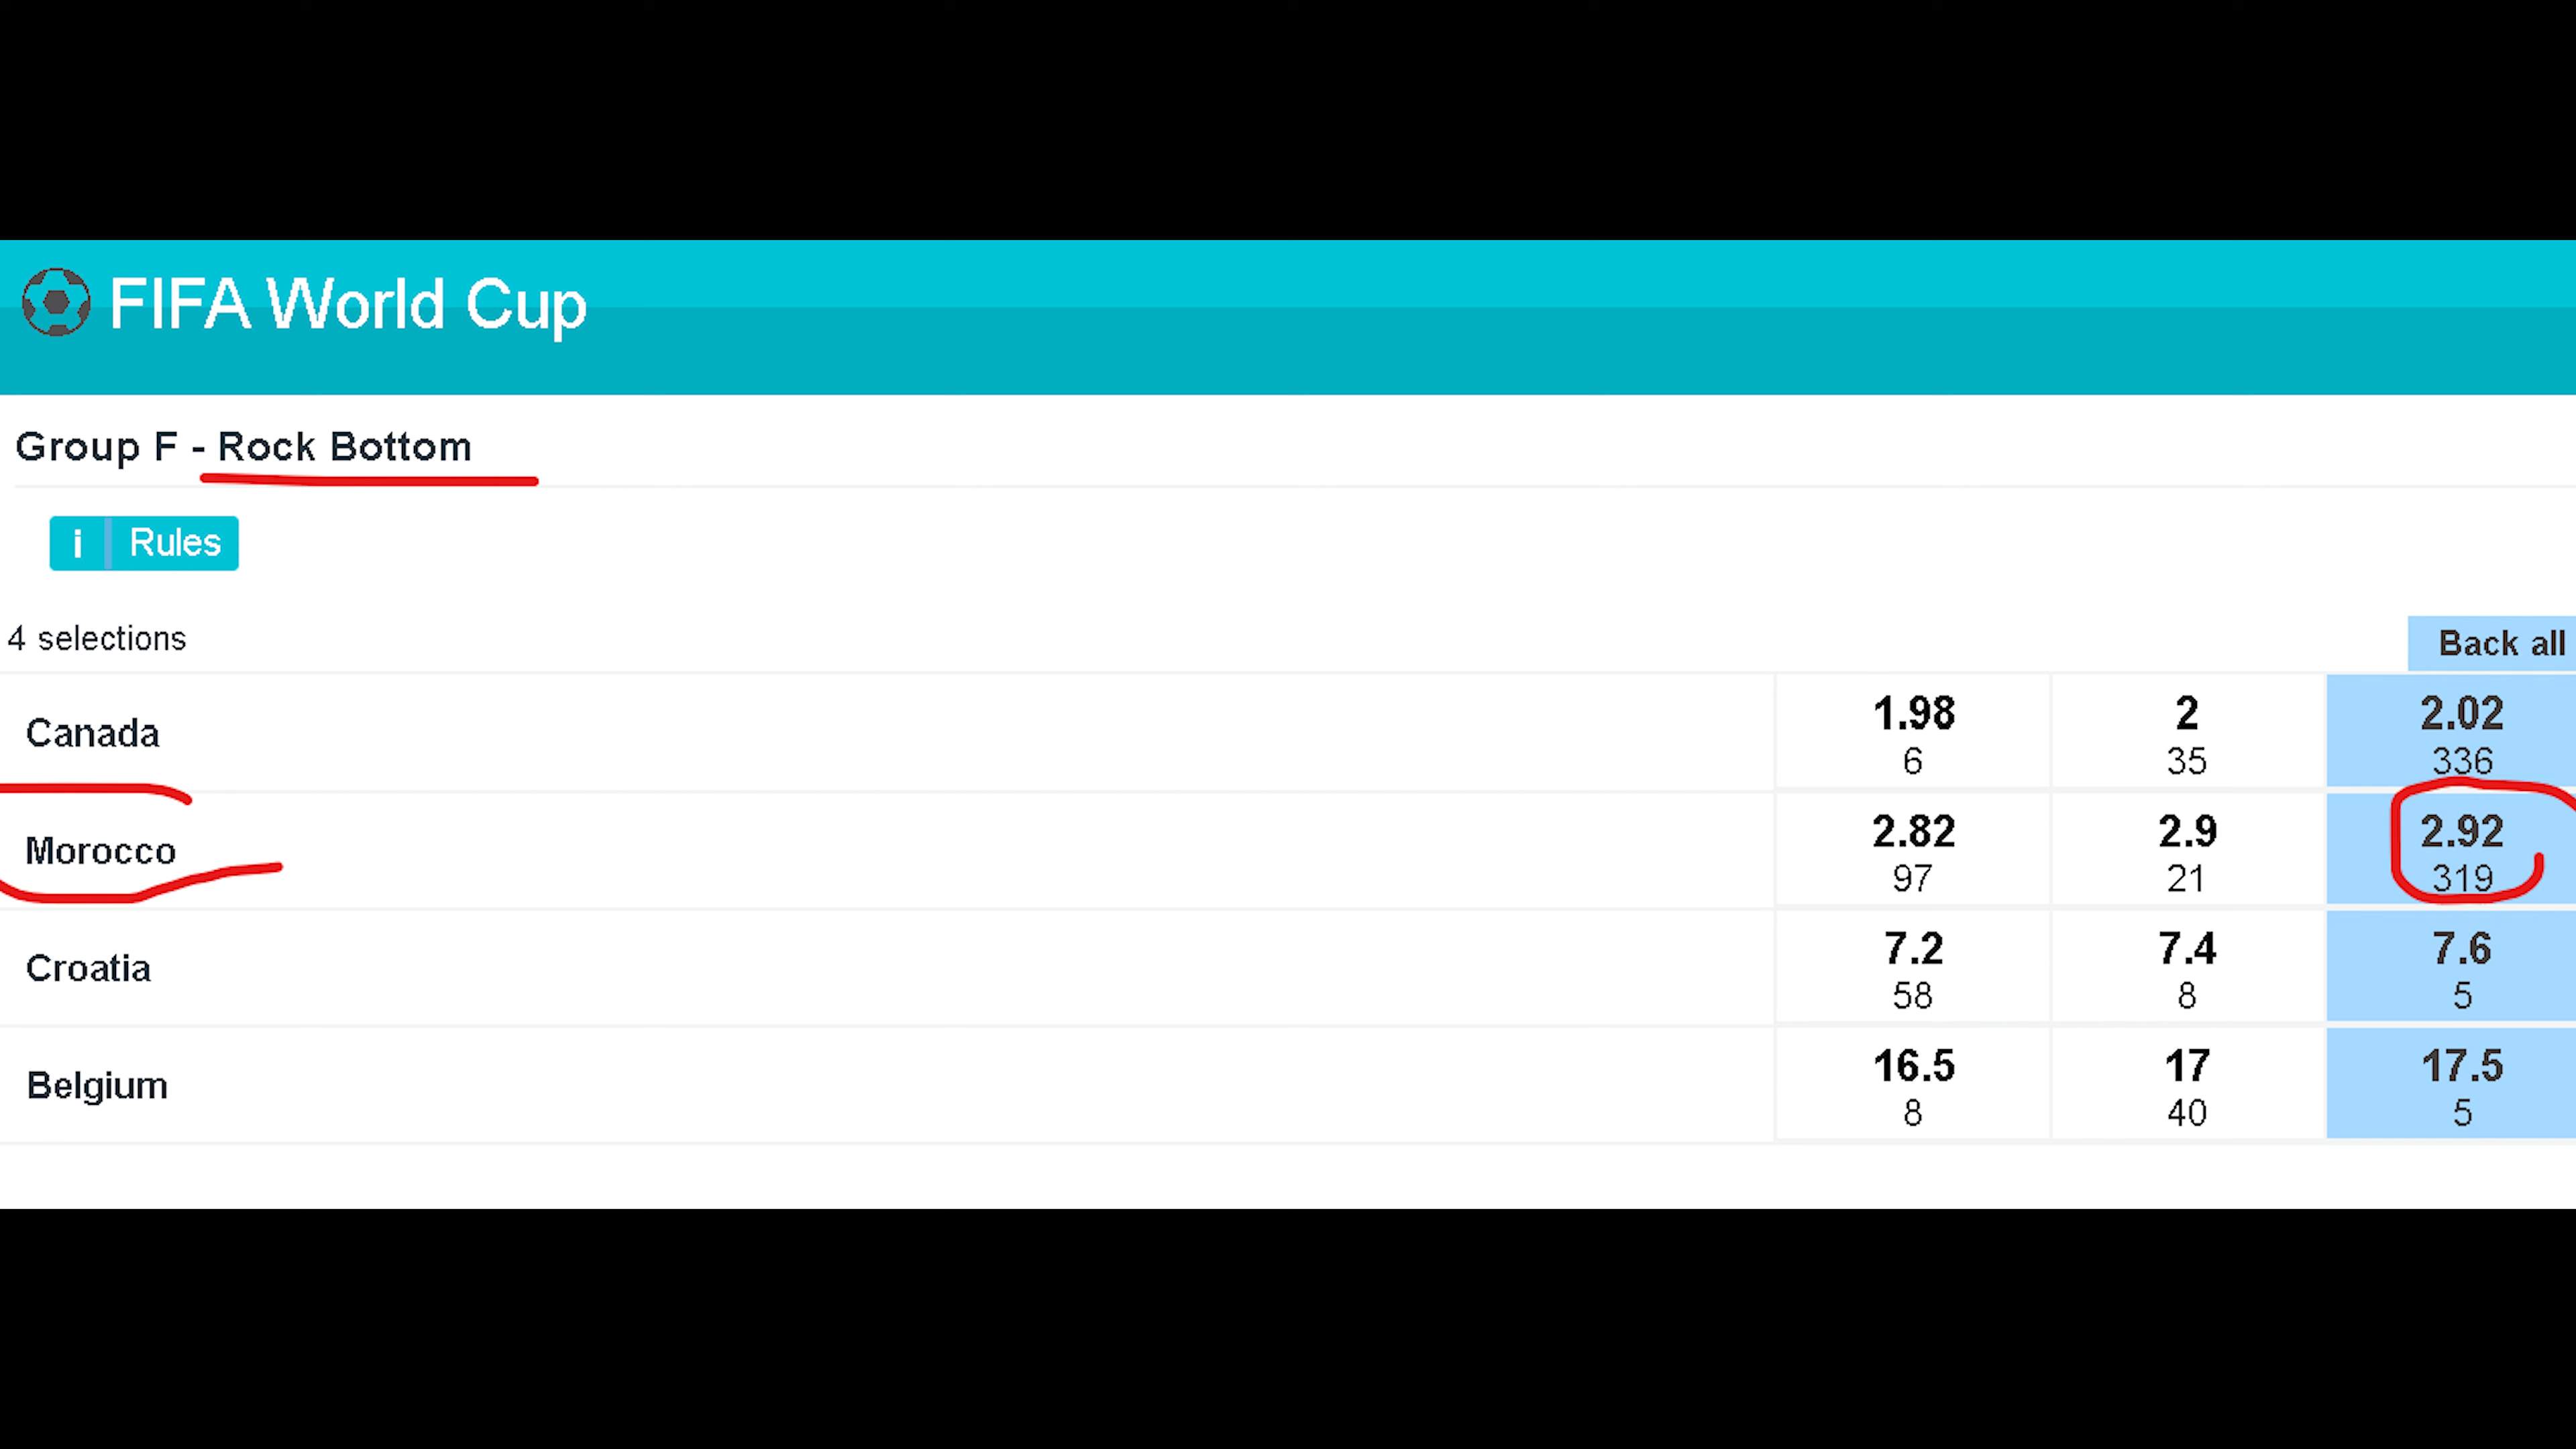 FIFA World Cup
Group F - Rock Bottom
i Rules
4 selections
Back all
Canada 1.98 2 2.02
6 35 336
Morocco 2.82 2.9 2.92
97 21 319
Croatia 7.2 7.4 7.6
58 8 5
Belgium 16.5 17 17.5
8 40 5